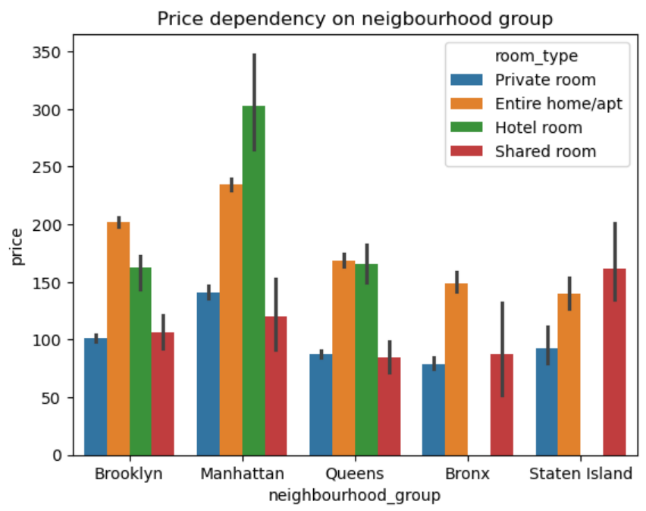 Price dependency on neigbourhood group
350
300
250
200
150
100
50
0
price
room_type
Private room
Entire home/apt
Hotel room
Shared room
Brooklyn Manhattan Queens Bronx Staten Island
neighbourhood_group